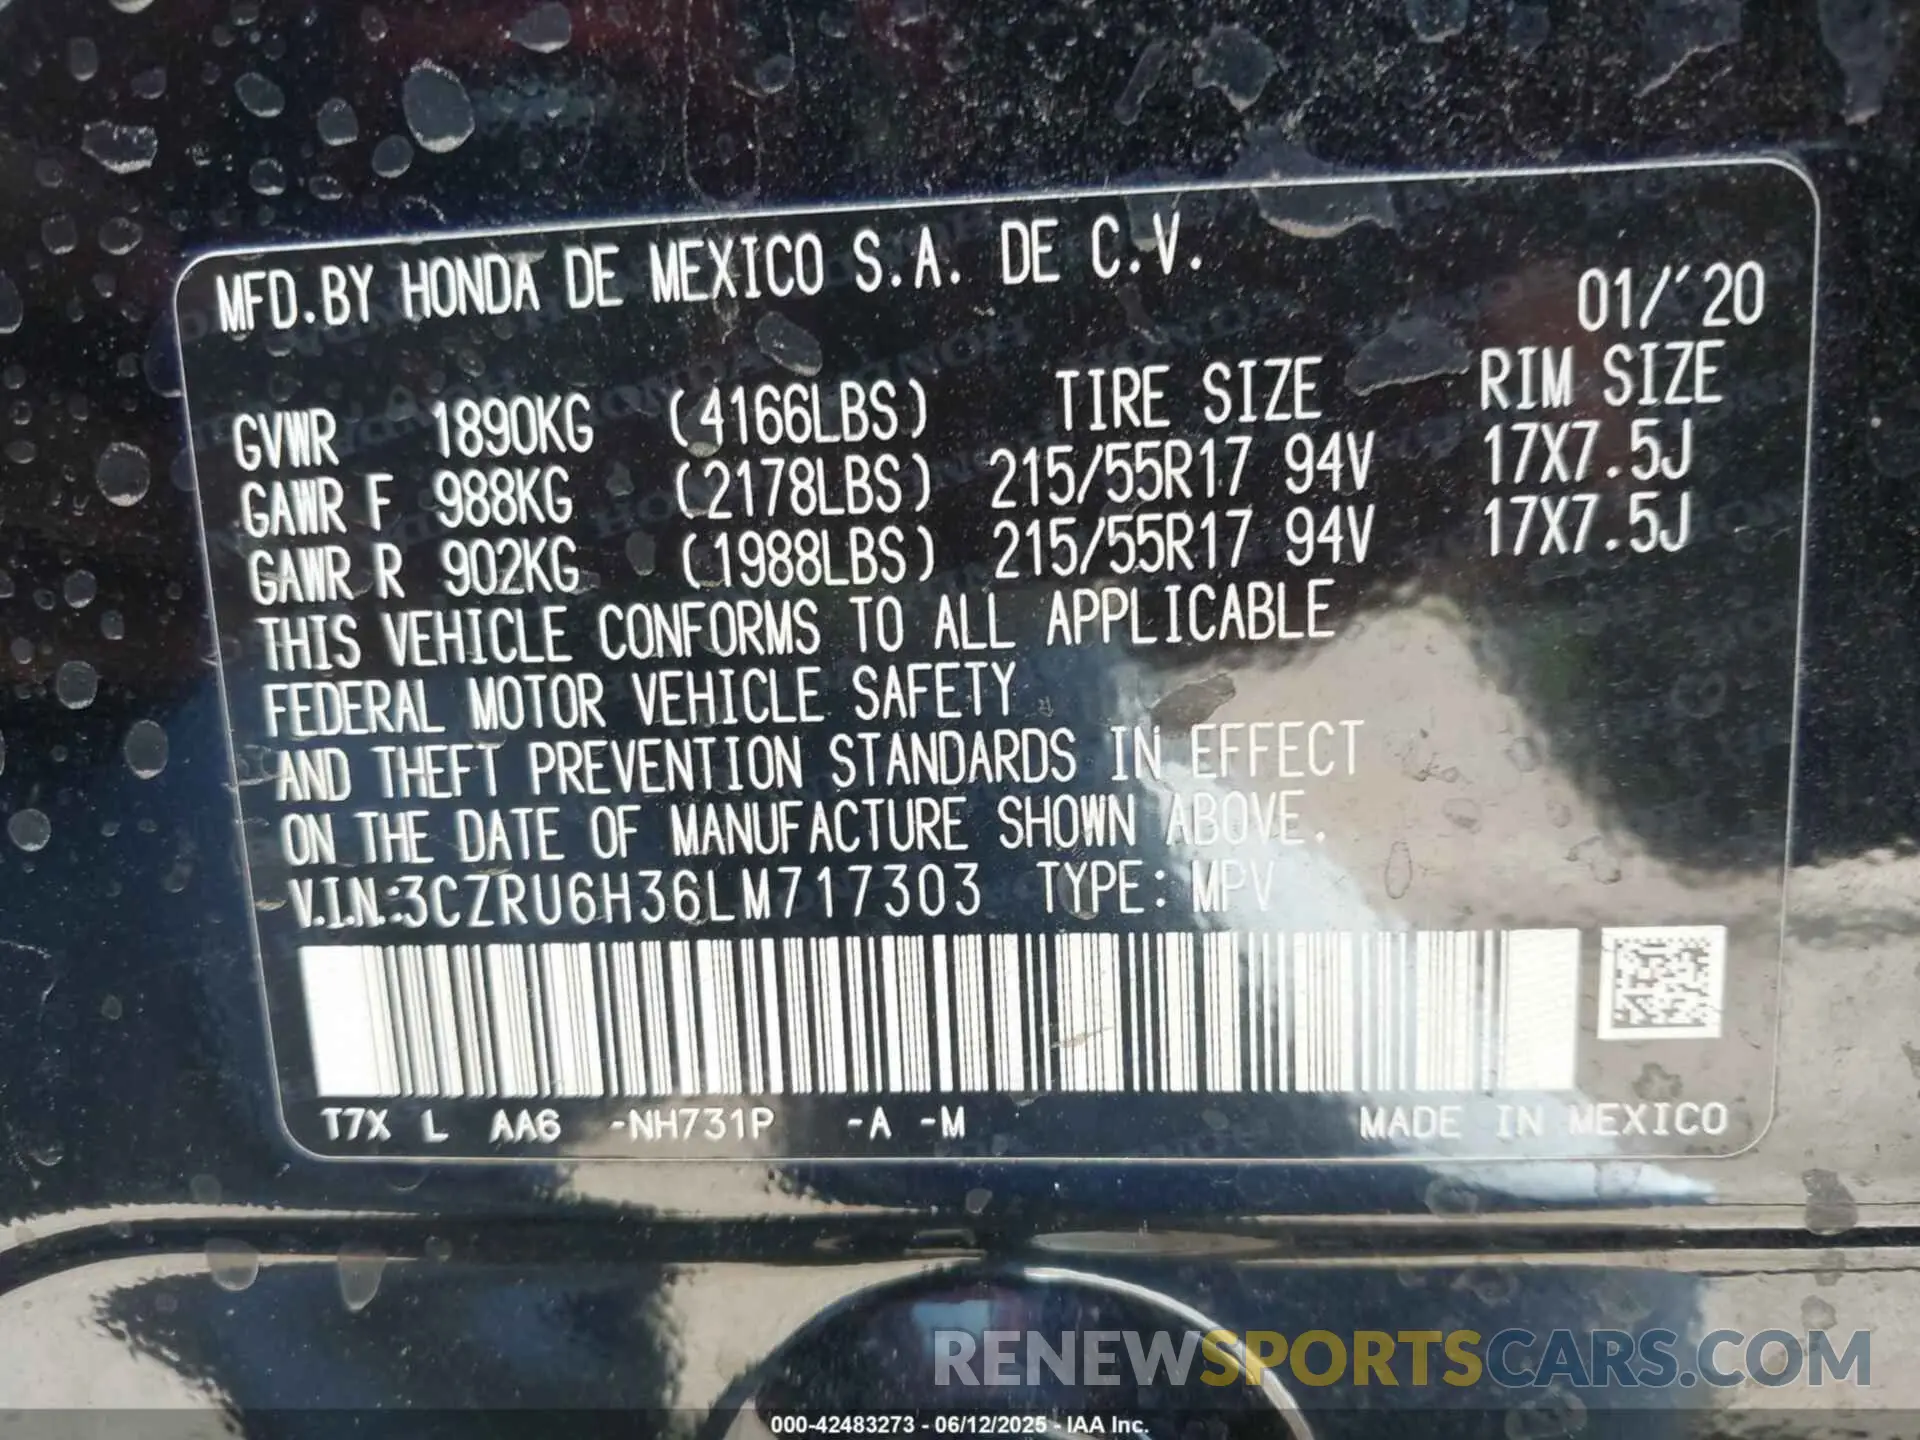 MFD.BY HONDA DE MEXICO S.A. DE C.V.
01/'20
GVWR 1890KG (4166LBS) TIRE SIZE RIM SIZE
GAWR F 988KG (2178LBS) 215/55R17 94V 17X7.5J
GAWR R 902KG (1988LBS) 215/55R17 94V 17X7.5J
THIS VEHICLE CONFORMS TO ALL APPLICABLE
FEDERAL MOTOR VEHICLE SAFETY
AND THEFT PREVENTION STANDARDS IN EFFECT
ON THE DATE OF MANUFACTURE SHOWN ABOVE.
V.I.N.:3CZRU6H36LM717303 TYPE: MPV
T7X L AA6 -NH731P -A -M MADE IN MEXICO
RENEWSPORTSCARS.COM
000-42483273 - 06/12/2025 - IAA Inc.